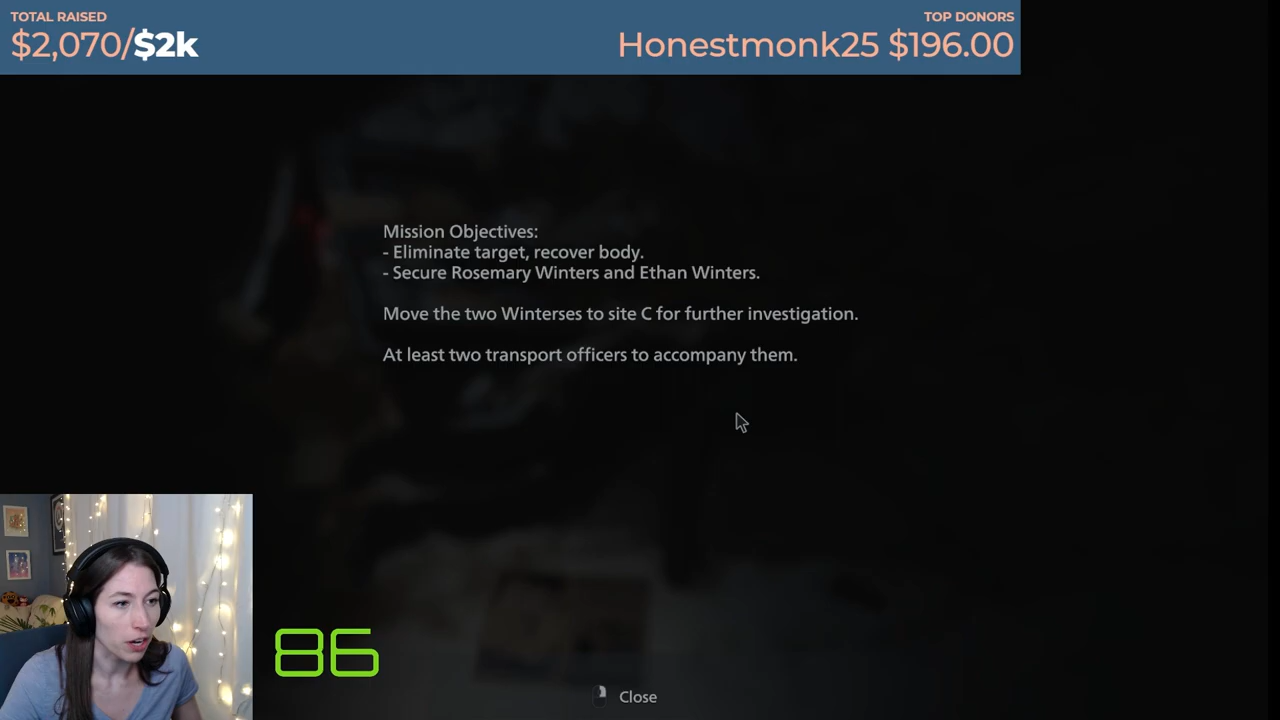 TOTAL RAISED
$2,070/$2k
TOP DONORS
Honestmonk25 $196.00
Mission Objectives:
- Eliminate target, recover body.
- Secure Rosemary Winters and Ethan Winters.
Move the two Winterses to site C for further investigation.
At least two transport officers to accompany them.
86
Close